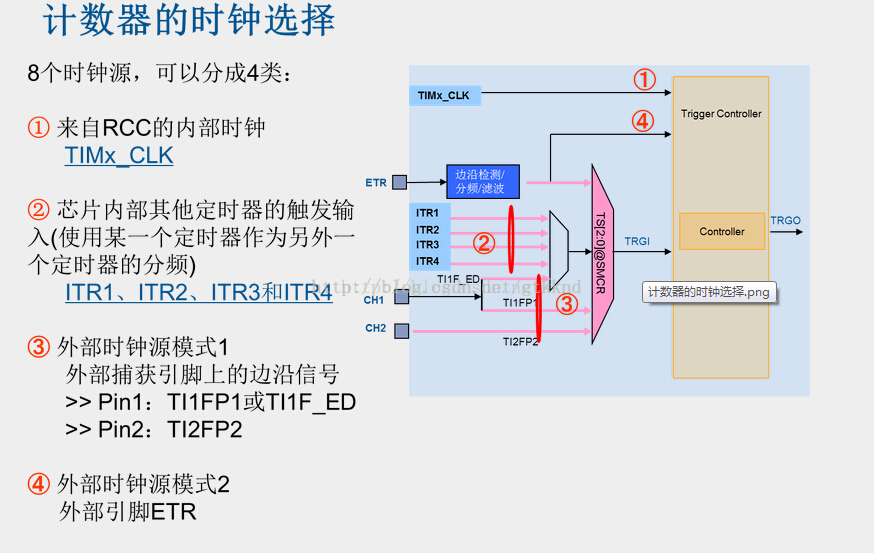 计数器的时钟选择
8个时钟源，可以分成4类：
① 来自RCC的内部时钟
TIMx_CLK
② 芯片内部其他定时器的触发输
入(使用某一个定时器作为另外一
个定时器的分频)
ITR1、ITR2、ITR3和ITR4
③ 外部时钟源模式1
外部捕获引脚上的边沿信号
>> Pin1：TI1FP1或TI1F_ED
>> Pin2：TI2FP2
④ 外部时钟源模式2
外部引脚ETR
TIMx_CLK
①
④
Trigger Controller
ETR
边沿检测/
分频/滤波
ITR1
ITR2
ITR3
ITR4
②
TI1F_ED
CH1
TI1FP1
③
CH2
TI2FP2
TS[2:0]@SMCR
TRGI
Controller
TRGO
计数器的时钟选择.png